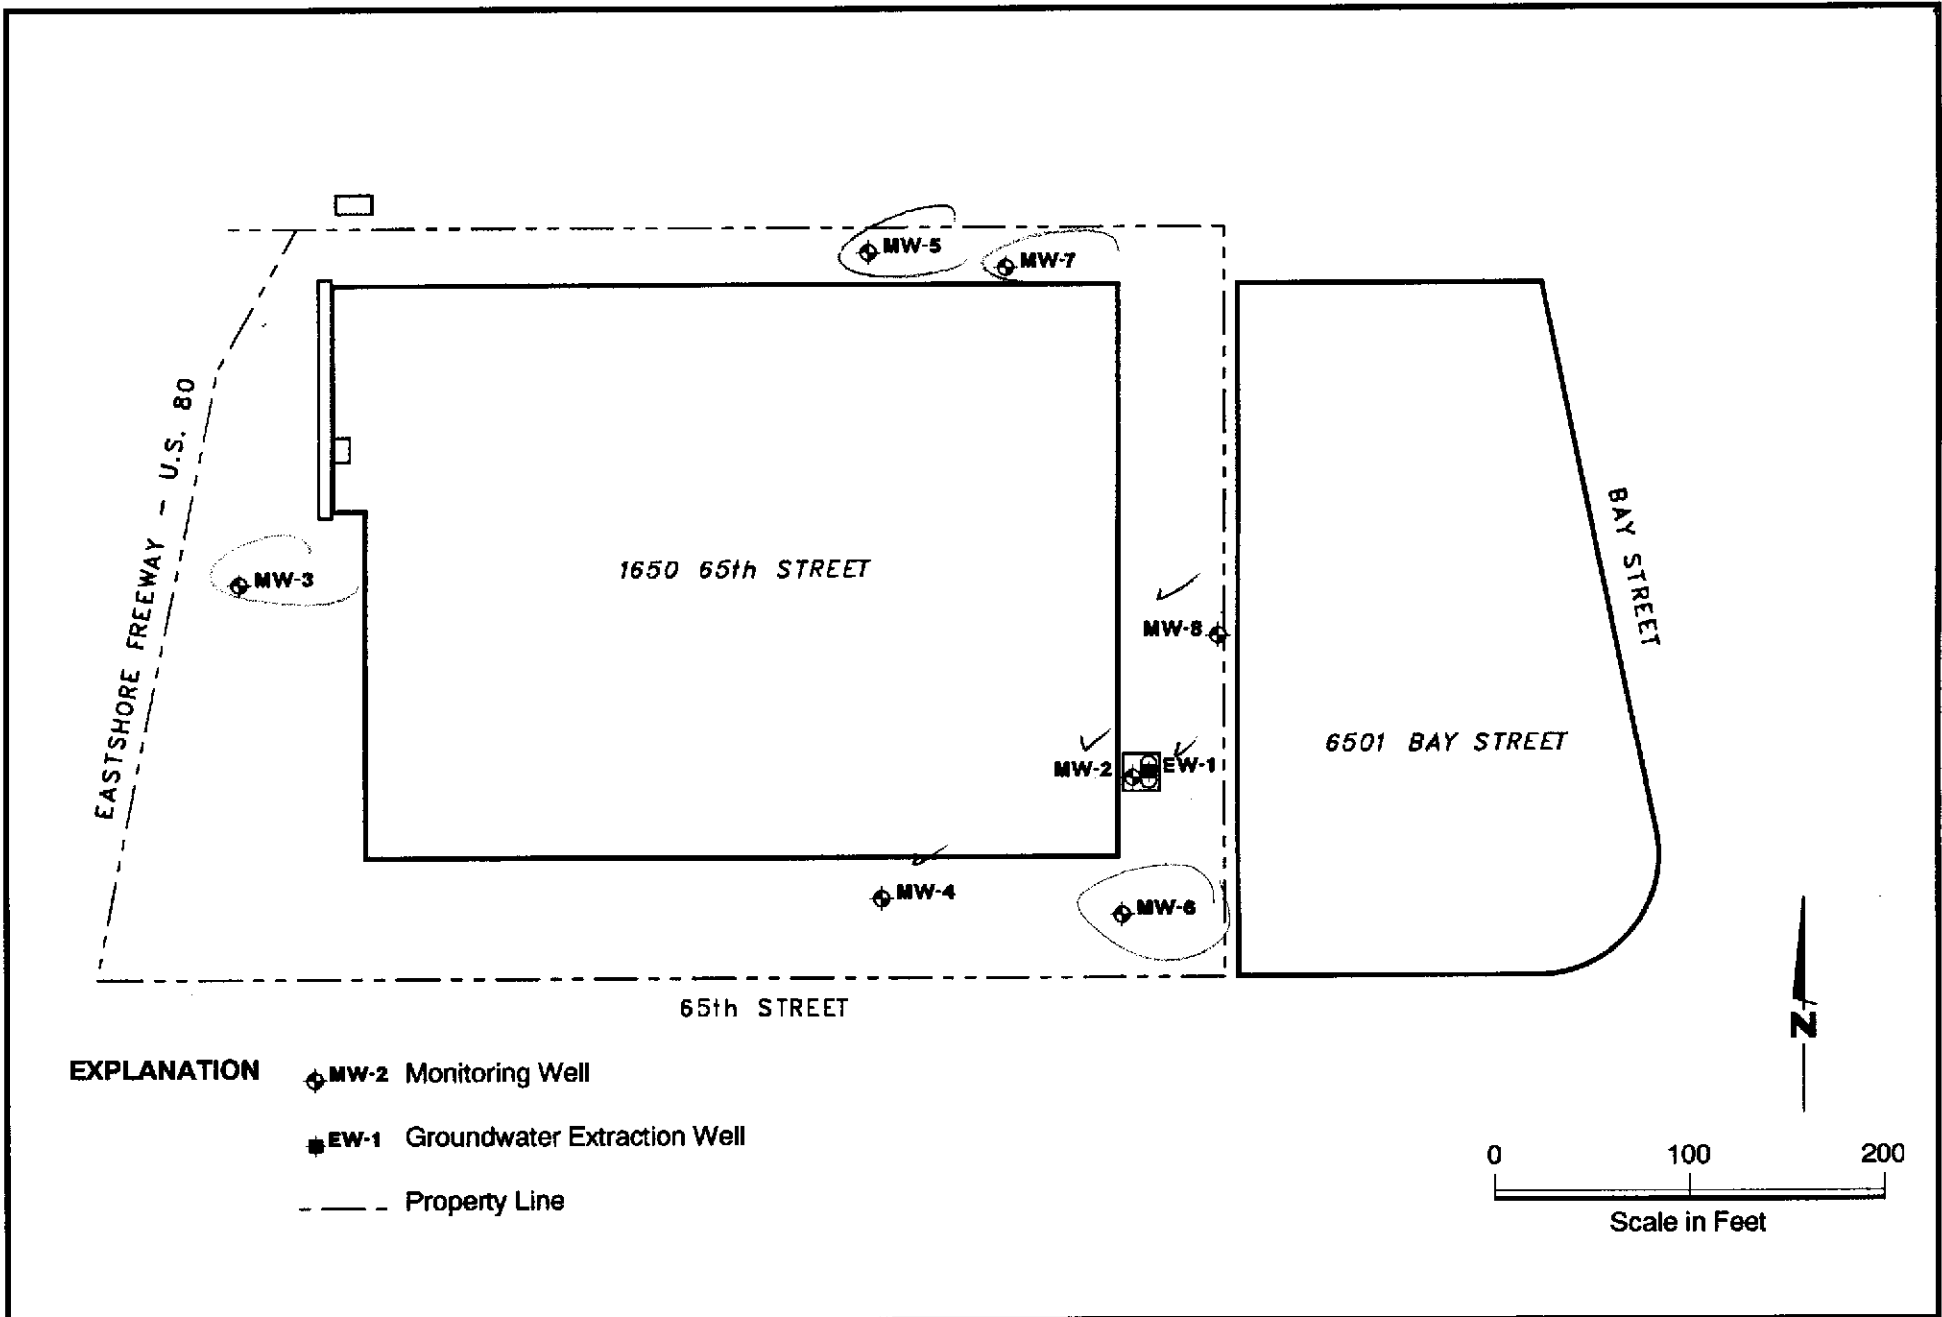 MW-5
MW-7
EASTSHORE FREEWAY - U.S. 80
MW-3
1650 65th STREET
BAY STREET
MW-8
6501 BAY STREET
MW-2
EW-1
MW-4
MW-6
65th STREET
N
EXPLANATION
MW-2 Monitoring Well
EW-1 Groundwater Extraction Well
Property Line
0 100 200
Scale in Feet